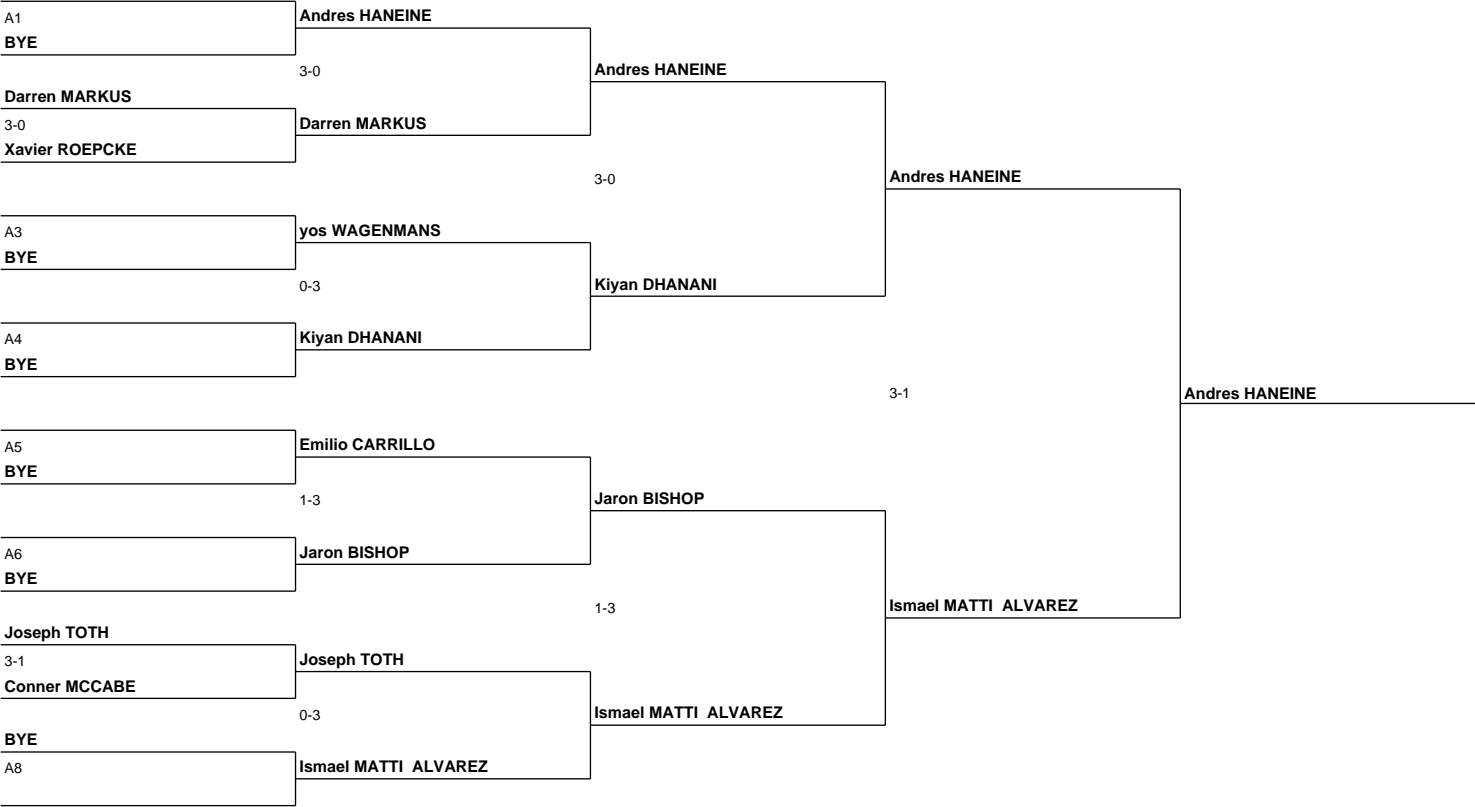 A1
BYE
Andres HANEINE
3-0
Darren MARKUS
3-0
Xavier ROEPCKE
Darren MARKUS
Andres HANEINE
3-0
A3
BYE
yos WAGENMANS
0-3
A4
BYE
Kiyan DHANANI
Kiyan DHANANI
Andres HANEINE
3-1
A5
BYE
Emilio CARRILLO
1-3
A6
BYE
Jaron BISHOP
Jaron BISHOP
1-3
Joseph TOTH
3-1
Conner MCCABE
Joseph TOTH
0-3
BYE
A8
Ismael MATTI  ALVAREZ
Ismael MATTI  ALVAREZ
Ismael MATTI  ALVAREZ
Andres HANEINE